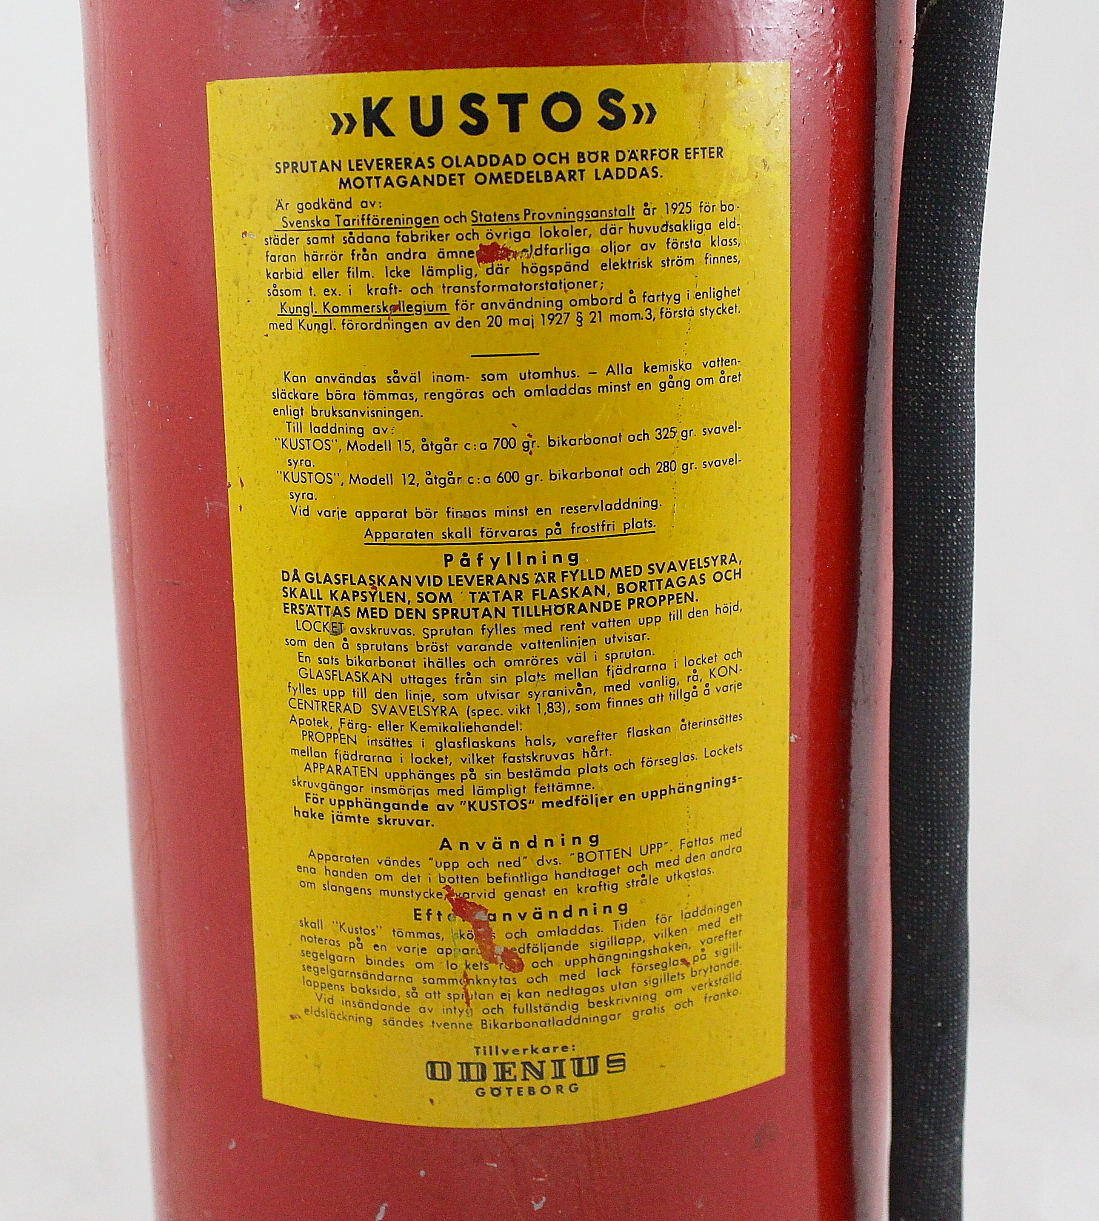 »KUSTOS»
SPRUTAN LEVERERAS OLADDAD OCH BÖR DÄRFÖR EFTER
MOTTAGANDET OMEDELBART LADDAS.
Är godkänd av:
Svenska Tarifföreningen och Statens Provningsanstalt år 1925 för bo-
städer samt sådana fabriker och övriga lokaler, där huvudsakliga eld-
faran härrör från andra ämne eldfarliga oljor av första klass,
karbid eller film. Icke lämplig, där högspänd elektrisk ström finnes,
såsom t. ex. i kraft- och transformatorstationer;
Kungl. Kommerskollegium för användning ombord å fartyg i enlighet
med Kungl. förordningen av den 20 maj 1927 § 21 mom.3, första stycket.
Kan användas såväl inom- som utomhus. — Alla kemiska vatten-
släckare böra tömmas, rengöras och omladdas minst en gång om året
enligt bruksanvisningen.
Till laddning av:
"KUSTOS", Modell 15, åtgår c:a 700 gr. bikarbonat och 325 gr. svavel-
syra.
"KUSTOS", Modell 12, åtgår c:a 600 gr. bikarbonat och 280 gr. svavel-
syra.
Vid varje apparat bör finnas minst en reservladdning.
Apparaten skall förvaras på frostfri plats.
Påfyllning
DÅ GLASFLASKAN VID LEVERANS ÄR FYLLD MED SVAVELSYRA,
SKALL KAPSYLEN, SOM TÄTAR FLASKAN, BORTTAGAS OCH
ERSÄTTAS MED DEN SPRUTAN TILLHÖRANDE PROPPEN.
LOCKET avskruvas. Sprutan fylles med rent vatten upp till den höjd,
som den å sprutans bröst varande vattenlinjen utvisar.
En sats bikarbonat ihälles och omröres väl i sprutan.
GLASFLASKAN uttages från sin plats mellan fjädrarna i locket och
fylles upp till den linje, som utvisar syranivån, med vanlig, rå, KON-
CENTRERAD SVAVELSYRA (spec. vikt 1,83), som finnes att tillgå å varje
Apotek, Färg- eller Kemikaliehandel:
PROPPEN insättes i glasflaskans hals, varefter flaskan återinsättes
mellan fjädrarna i locket, vilket fastskruvas hårt.
APPARATEN upphänges på sin bestämda plats och förseglas. Lockets
skruvgängor insmörjas med lämpligt fettämne.
För upphängande av "KUSTOS" medföljer en upphängnings-
hake jämte skruvar.
Användning
Apparaten vändes "upp och ned" dvs. "BOTTEN UPP". Fattas med
ena handen om det i botten befintliga handtaget och med den andra
om slangens munstycke, varvid genast en kraftig stråle utkastas.
Efter användning
skall "Kustos" tömmas, sköljas och omladdas. Tiden för laddningen
noteras på en varje apparat medföljande sigillapp, vilken med ett
segelgarn bindes om lockets och upphängningshaken, varefter
segelgarnsändarna sammanknytas och med lack förseglas på sigill-
lappens baksida, så att sprutan ej kan nedtagas utan sigillets brytande.
Vid insändande av intyg och fullständig beskrivning om verkställd
eldsläckning sändes tvenne Bikarbonatladdningar gratis och franko.
Tillverkare:
ODENIUS
GÖTEBORG